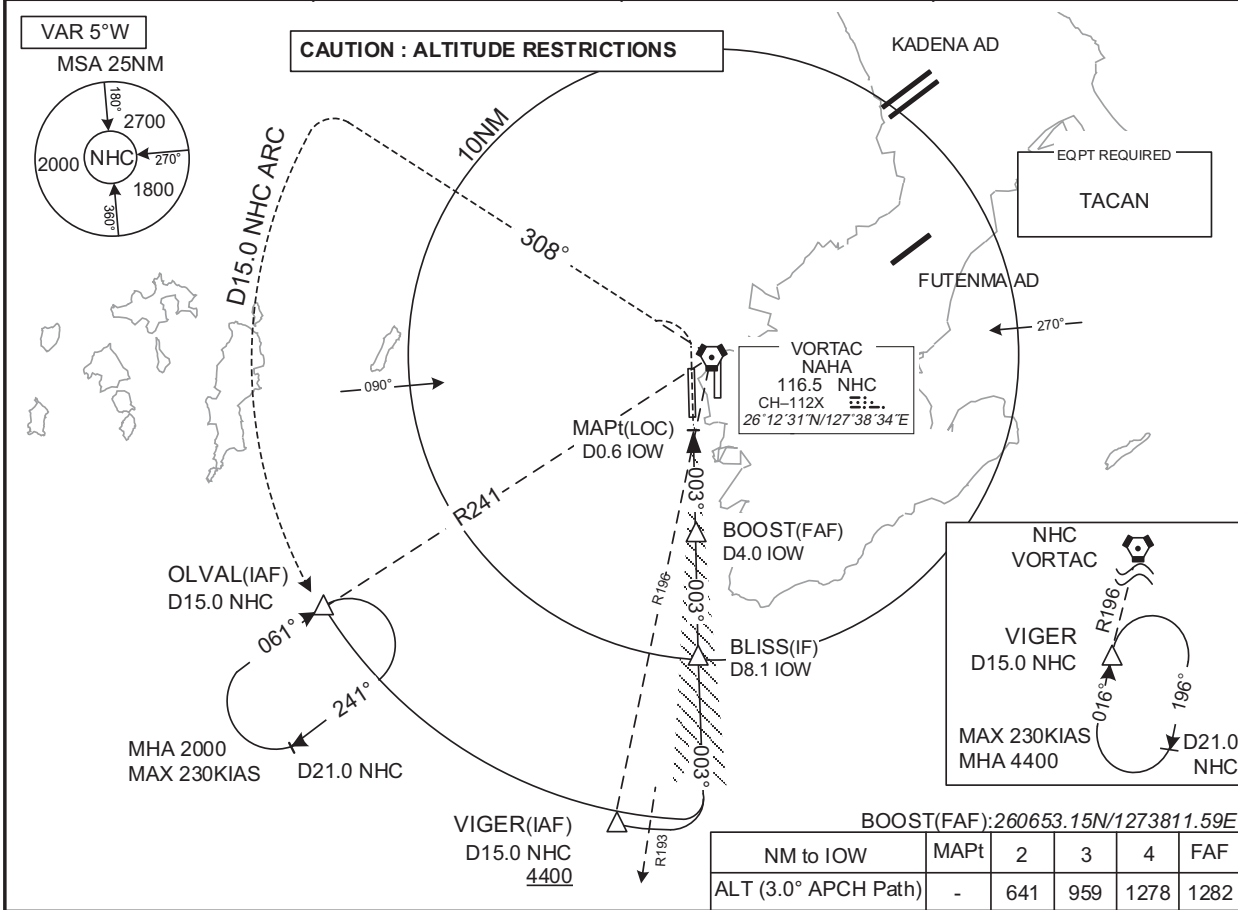 VAR 5°W
CAUTION : ALTITUDE RESTRICTIONS
KADENA AD
MSA 25NM
180°
2700
2000
NHC
270°
1800
360°
10NM
D15.0 NHC ARC
308°
EQPT REQUIRED
TACAN
FUTENMA AD
270°
090°
VORTAC
NAHA
116.5 NHC
CH–112X
26°12´31˝N/127°38´34˝E
MAPt(LOC)
D0.6 IOW
003°
R241
BOOST(FAF)
D4.0 IOW
R196
003°
OLVAL(IAF)
D15.0 NHC
061°
241°
BLISS(IF)
D8.1 IOW
003°
MHA 2000
MAX 230KIAS
D21.0 NHC
VIGER(IAF)
D15.0 NHC
4400
R193
NHC
VORTAC
R196
VIGER
D15.0 NHC
016°
196°
MAX 230KIAS
MHA 4400
D21.0
NHC
BOOST(FAF):260653.15N/1273811.59E
NM to IOW MAPt 2 3 4 FAF
ALT (3.0° APCH Path) - 641 959 1278 1282